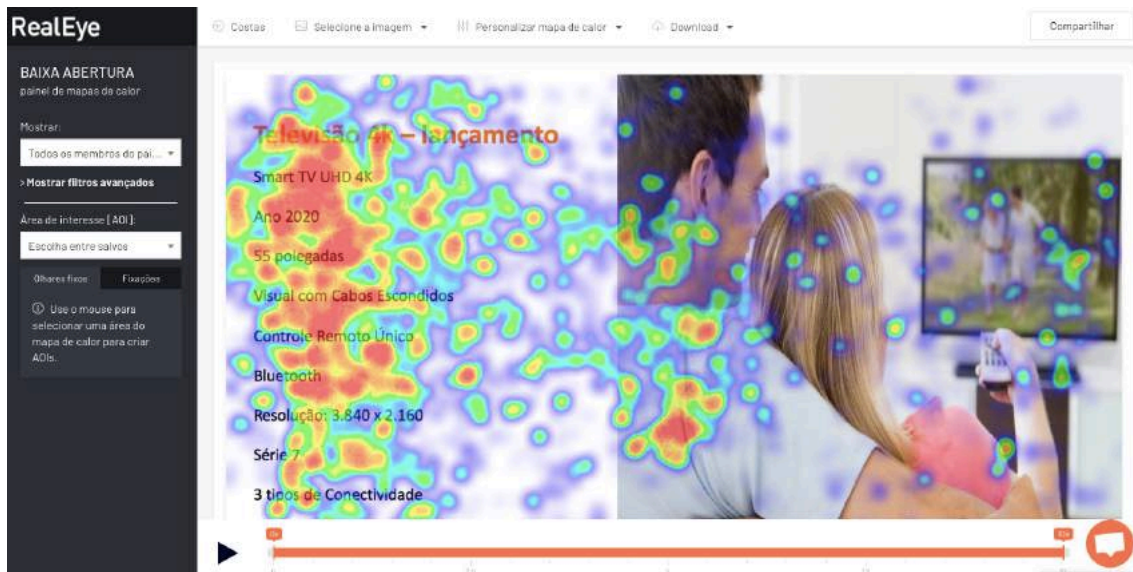 RealEye
Costas
Selecione a imagem
Personalizar mapa de calor
Download
Compartilhar
BAIXA ABERTURA
painel de mapas de calor
Mostrar:
Todos os membros do pai...
> Mostrar filtros avançados
Área de interesse [AOI]:
Escolha entre salvos
Olhares fixos
Fixações
Use o mouse para
selecionar uma área do
mapa de calor para criar
AOIs.
Televisão 4k – lançamento
Smart TV UHD 4K
Ano 2020
55 polegadas
Visual com Cabos Escondidos
Controle Remoto Único
Bluetooth
Resolução: 3.840 x 2.160
Série 7
3 tipos de Conectividade